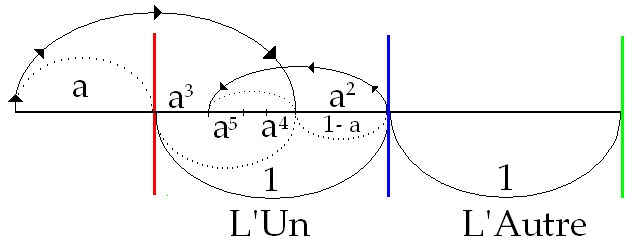 a a³ a²
a⁵ a⁴ 1- a
1 1
L'Un L'Autre